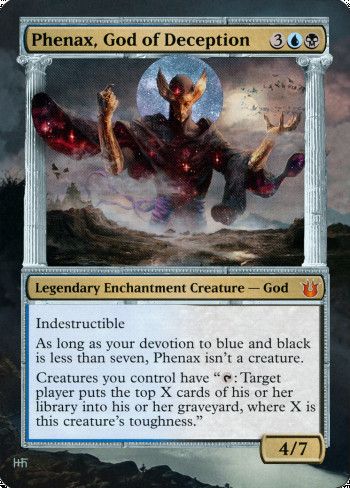 Phenax, God of Deception 3
Legendary Enchantment Creature — God
Indestructible
As long as your devotion to blue and black
is less than seven, Phenax isn't a creature.
Creatures you control have “: Target
player puts the top X cards of his or her
library into his or her graveyard, where X is
this creature's toughness.”
4/7